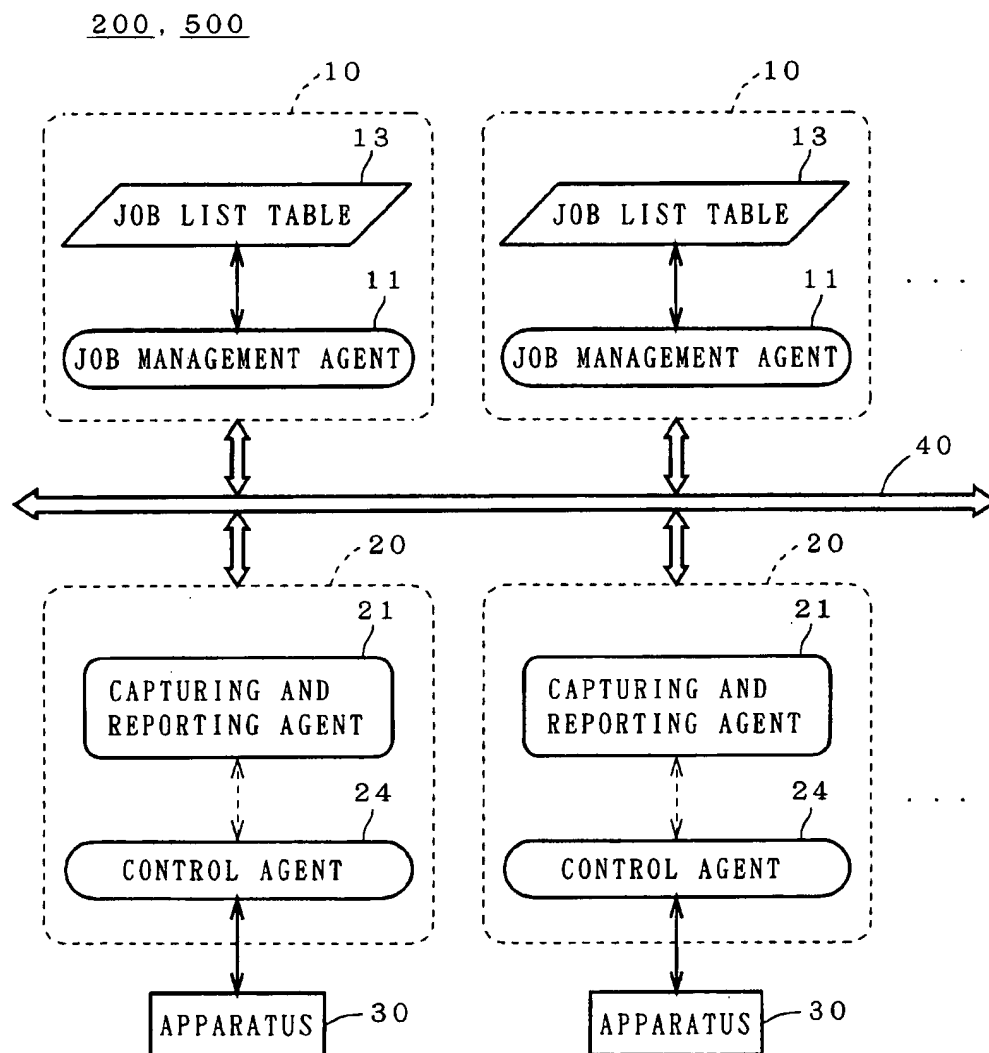 200, 500
10
10
13
13
JOB LIST TABLE
JOB LIST TABLE
11
11
. . .
JOB MANAGEMENT AGENT
JOB MANAGEMENT AGENT
40
20
20
21
21
CAPTURING AND
REPORTING AGENT
CAPTURING AND
REPORTING AGENT
24
24
. . .
CONTROL AGENT
CONTROL AGENT
APPARATUS
30
APPARATUS
30